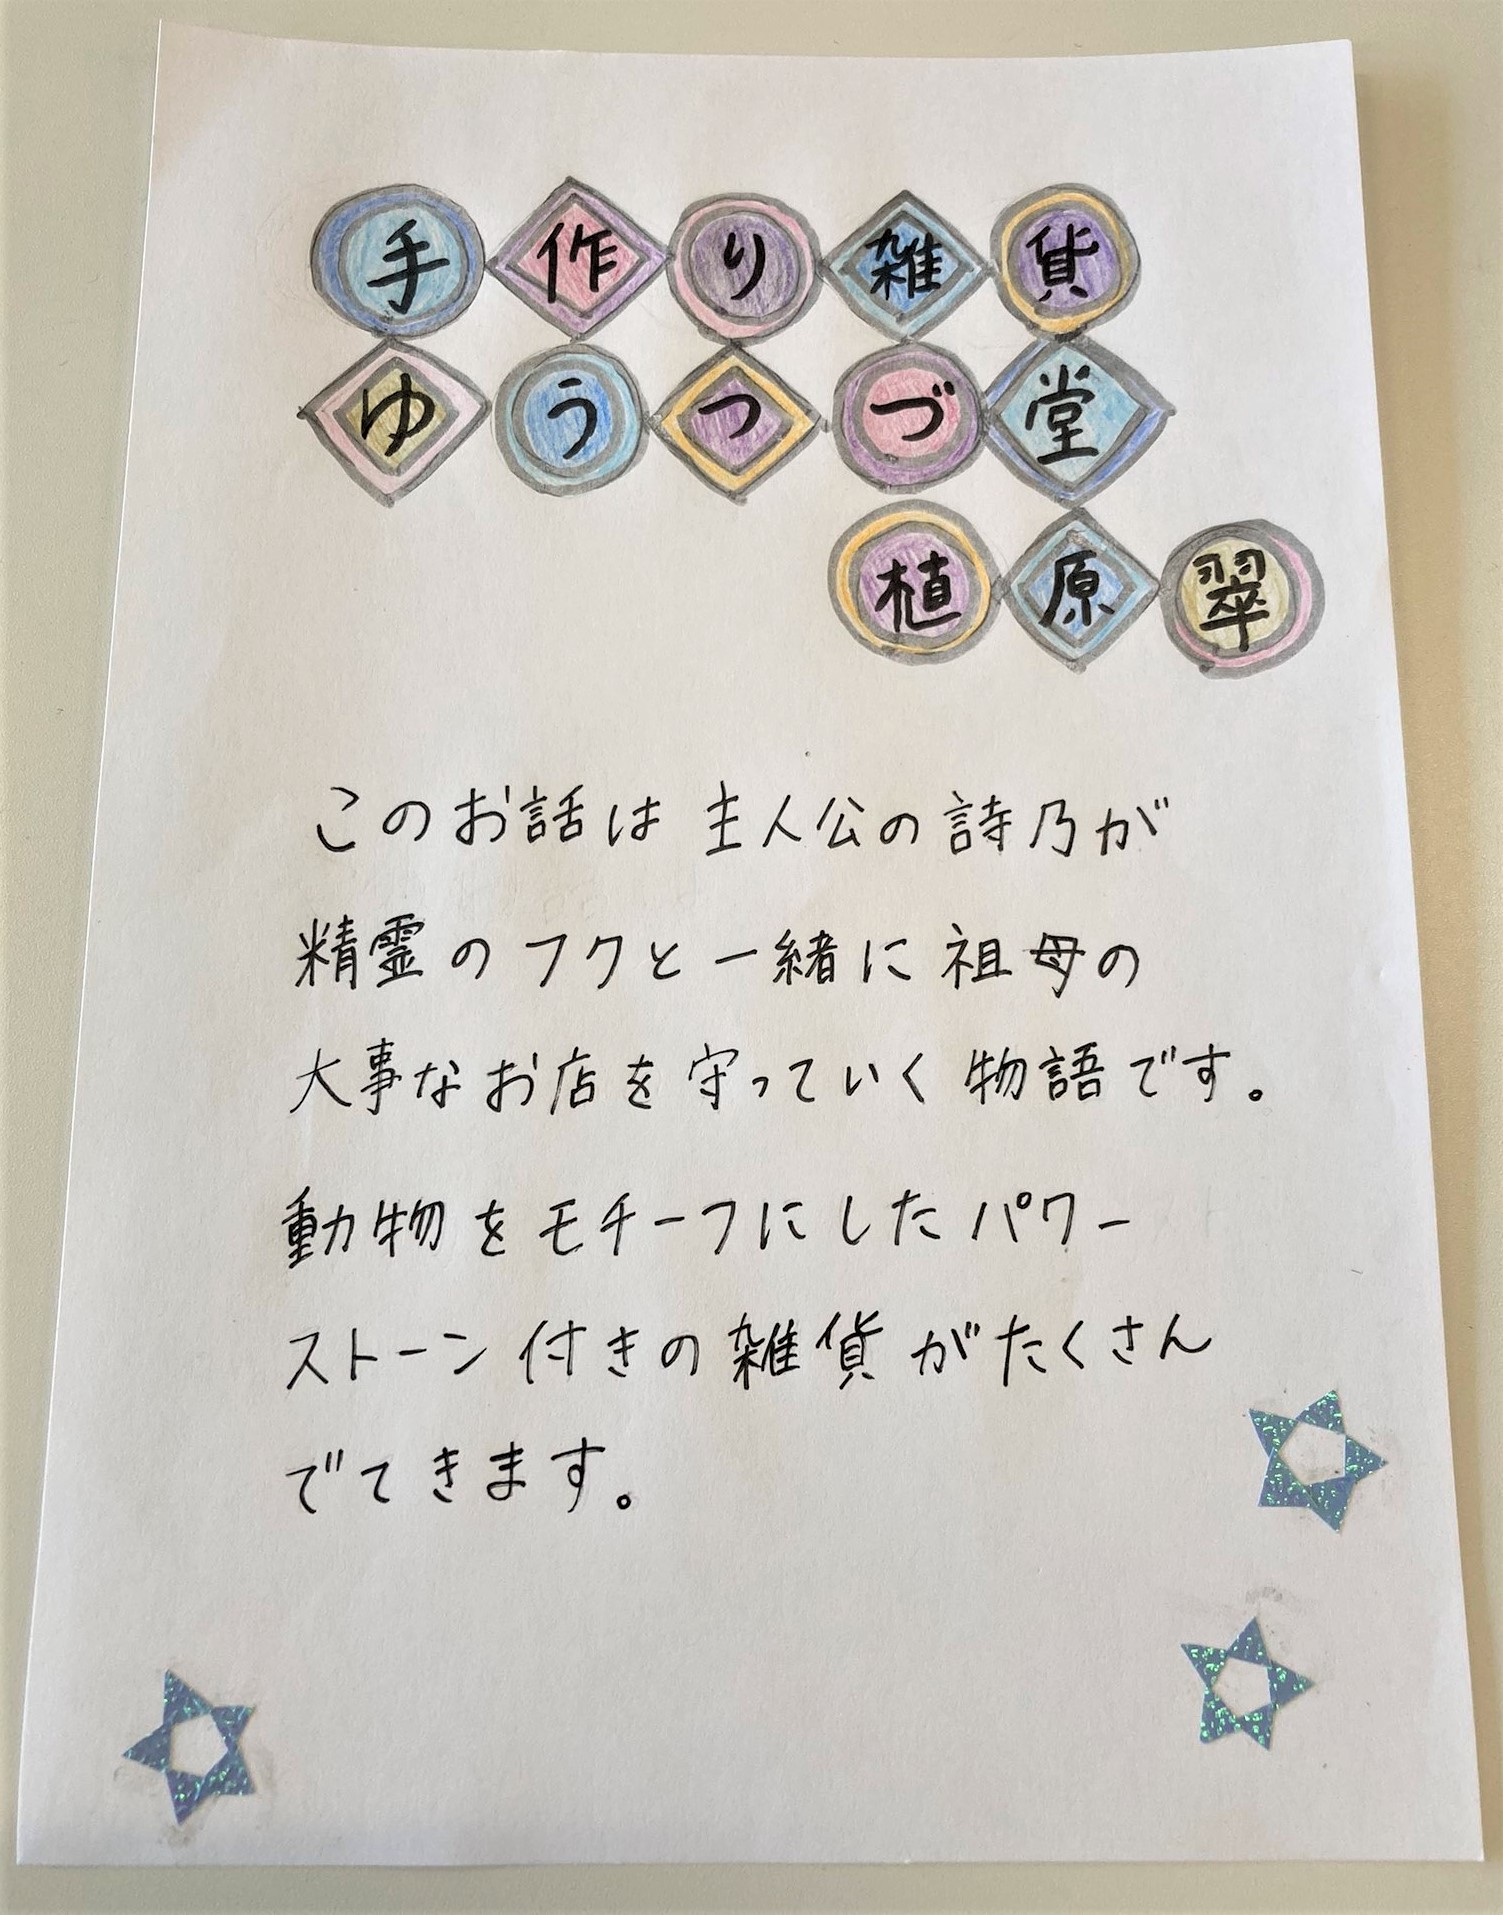 手作り雑貨
ゆうつづ堂
植原翠
このお話は主人公の詩乃が
精霊のフクと一緒に祖母の
大事なお店を守っていく物語です。
動物をモチーフにしたパワー
ストーン付きの雑貨がたくさん
でてきます。